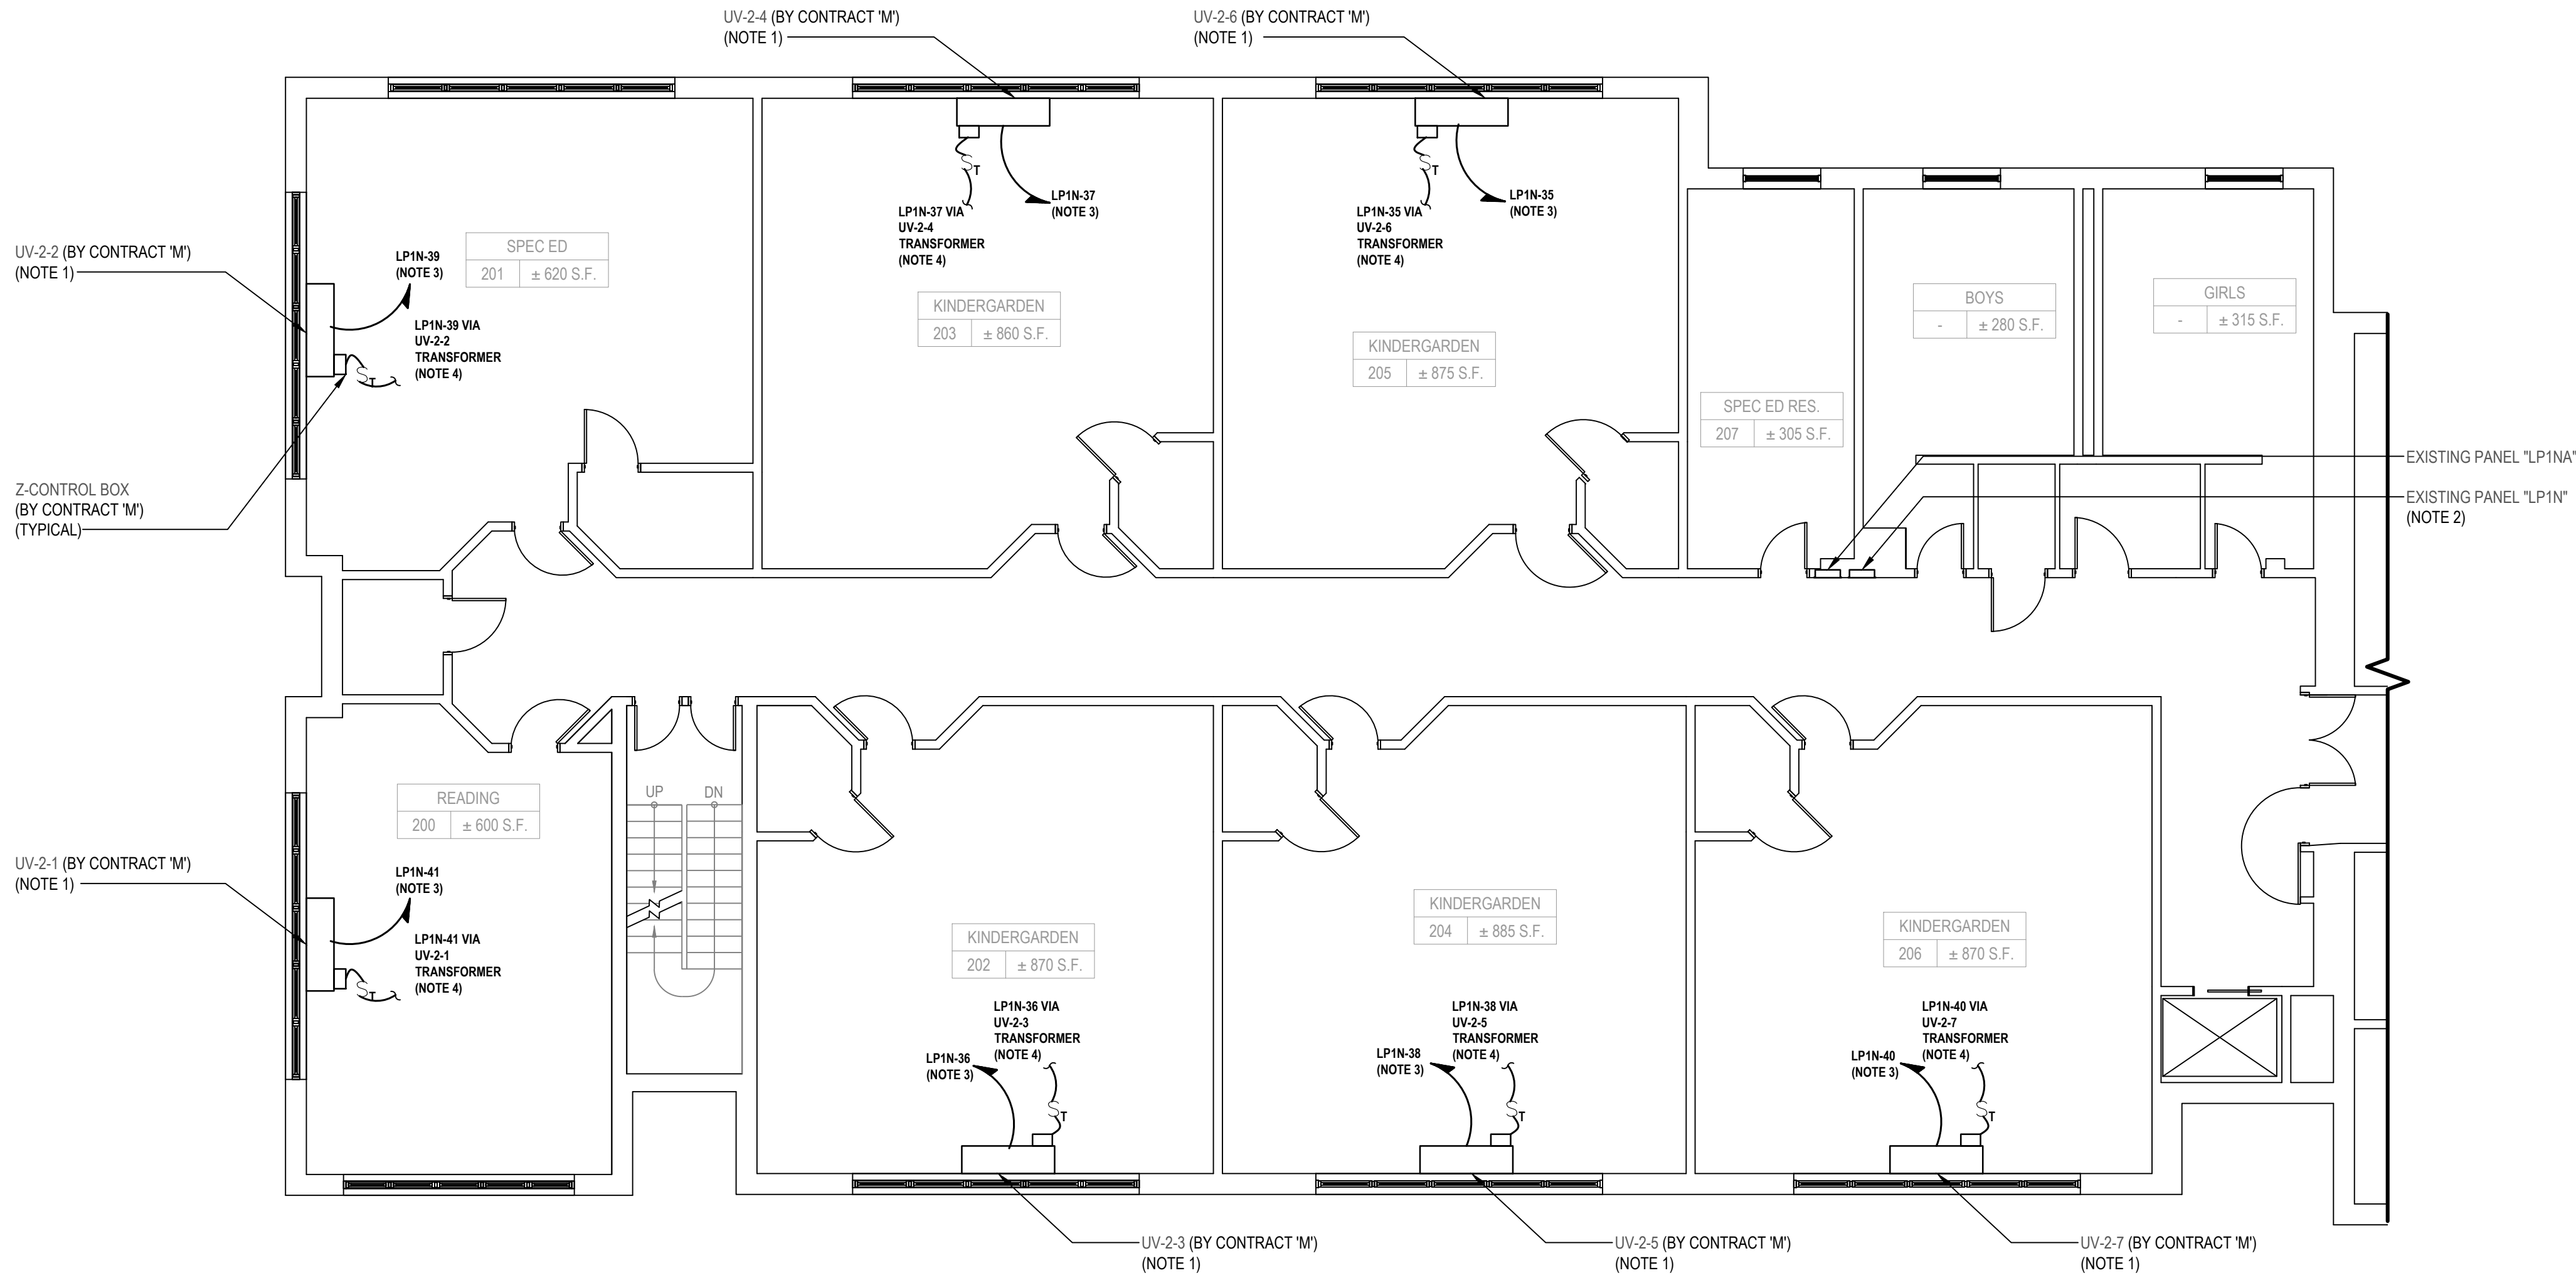 UV-2-4 (BY CONTRACT 'M')
(NOTE 1)
UV-2-6 (BY CONTRACT 'M')
(NOTE 1)
UV-2-2 (BY CONTRACT 'M')
(NOTE 1)
LP1N-39
(NOTE 3)
SPEC ED
201 ± 620 S.F.
LP1N-39 VIA
UV-2-2
TRANSFORMER
(NOTE 4)
ST
Z-CONTROL BOX
(BY CONTRACT 'M')
(TYPICAL)
ST
LP1N-37 VIA
UV-2-4
TRANSFORMER
(NOTE 4)
LP1N-37
(NOTE 3)
KINDERGARDEN
203 ± 860 S.F.
ST
LP1N-35 VIA
UV-2-6
TRANSFORMER
(NOTE 4)
LP1N-35
(NOTE 3)
KINDERGARDEN
205 ± 875 S.F.
SPEC ED RES.
207 ± 305 S.F.
BOYS
- ± 280 S.F.
GIRLS
- ± 315 S.F.
EXISTING PANEL "LP1NA"
EXISTING PANEL "LP1N"
(NOTE 2)
READING
200 ± 600 S.F.
UV-2-1 (BY CONTRACT 'M')
(NOTE 1)
LP1N-41
(NOTE 3)
LP1N-41 VIA
UV-2-1
TRANSFORMER
(NOTE 4)
ST
UP DN
KINDERGARDEN
202 ± 870 S.F.
LP1N-36 VIA
UV-2-3
TRANSFORMER
(NOTE 4)
LP1N-36
(NOTE 3)
ST
KINDERGARDEN
204 ± 885 S.F.
LP1N-38 VIA
UV-2-5
TRANSFORMER
(NOTE 4)
LP1N-38
(NOTE 3)
ST
KINDERGARDEN
206 ± 870 S.F.
LP1N-40 VIA
UV-2-7
TRANSFORMER
(NOTE 4)
LP1N-40
(NOTE 3)
ST
UV-2-3 (BY CONTRACT 'M')
(NOTE 1)
UV-2-5 (BY CONTRACT 'M')
(NOTE 1)
UV-2-7 (BY CONTRACT 'M')
(NOTE 1)